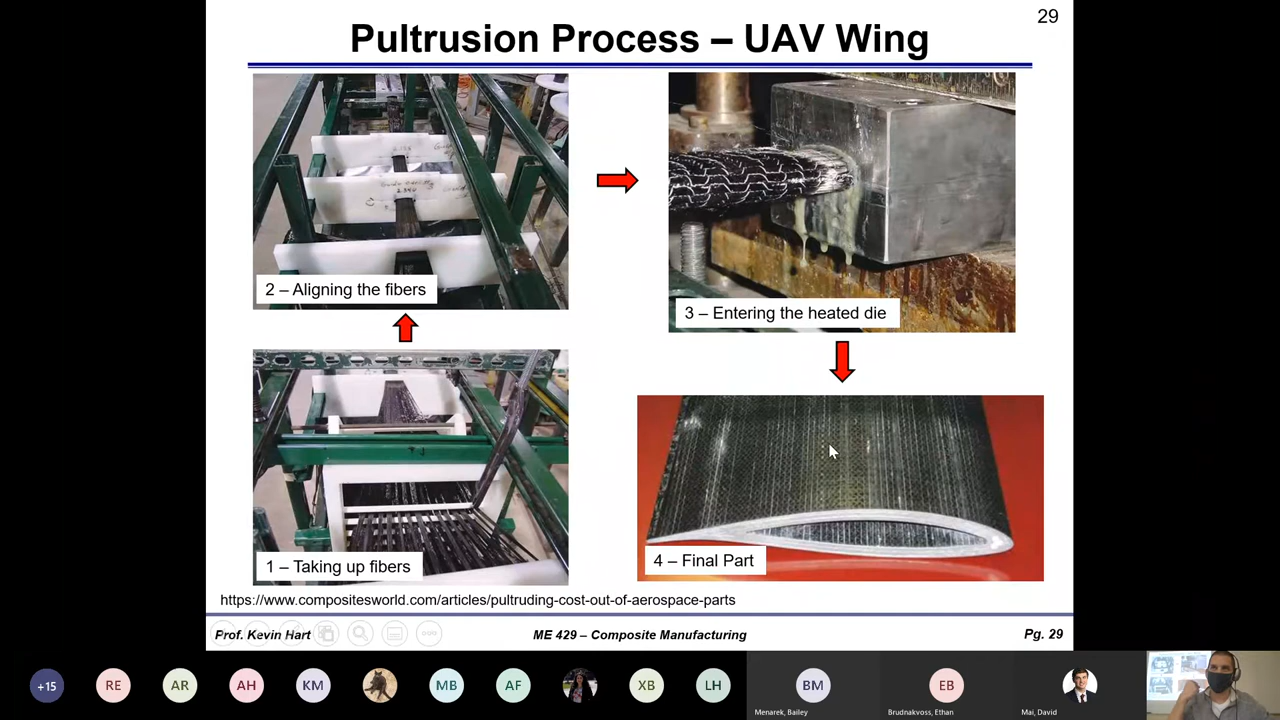 29
Pultrusion Process – UAV Wing
2 – Aligning the fibers
3 – Entering the heated die
1 – Taking up fibers
4 – Final Part
https://www.compositesworld.com/articles/pultruding-cost-out-of-aerospace-parts
Prof. Kevin Hart
ME 429 – Composite Manufacturing
Pg. 29
+15
RE
AR
AH
KM
MB
AF
XB
LH
BM
EB
Menarek, Bailey
Brudnakvoss, Ethan
Mai, David